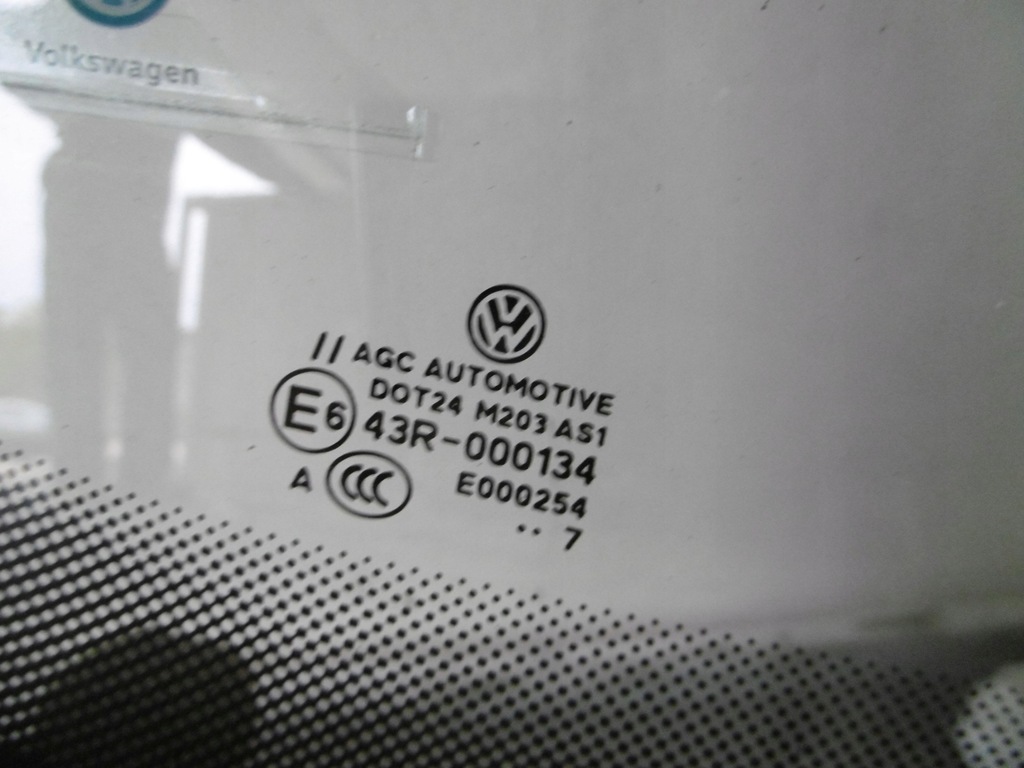 Volkswagen
// AGC AUTOMOTIVE
DOT24 M203 AS1
E6 43R-000134
A CCC E000254
·· 7